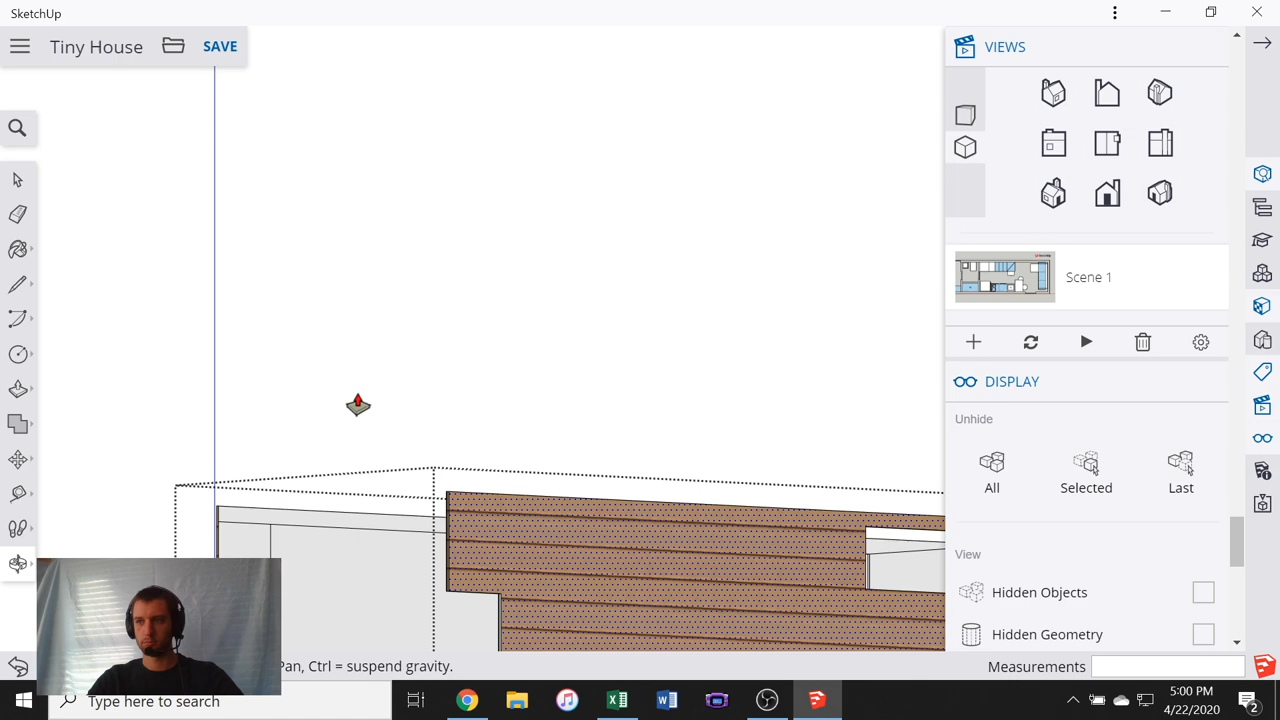 SketchUp
Tiny House
SAVE
VIEWS
Scene 1
DISPLAY
Unhide
All
Selected
Last
View
Hidden Objects
Hidden Geometry
Pan, Ctrl = suspend gravity.
Measurements
Type here to search
5:00 PM
4/22/2020
2